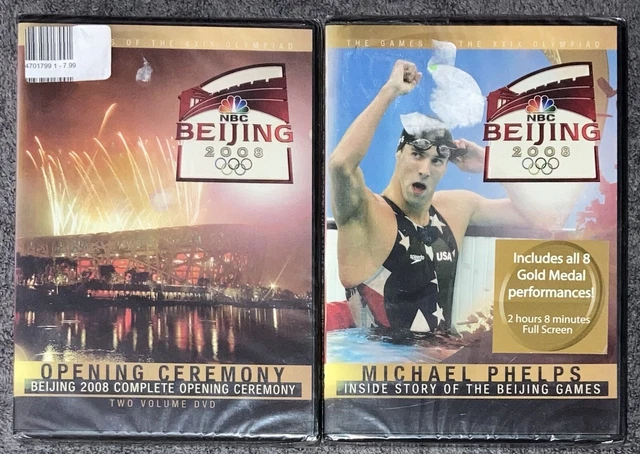 4701799 1 - 7.99
OF THE XXIX OLYMPIAD
NBC
BEIJING
2008
OPENING CEREMONY
BEIJING 2008 COMPLETE OPENING CEREMONY
TWO VOLUME DVD
THE GAMES THE XXIX OLYMPIAD
NBC
BEIJING
2008
speedo
USA
Includes all 8
Gold Medal
performances!
2 hours 8 minutes
Full Screen
MICHAEL PHELPS
INSIDE STORY OF THE BEIJING GAMES